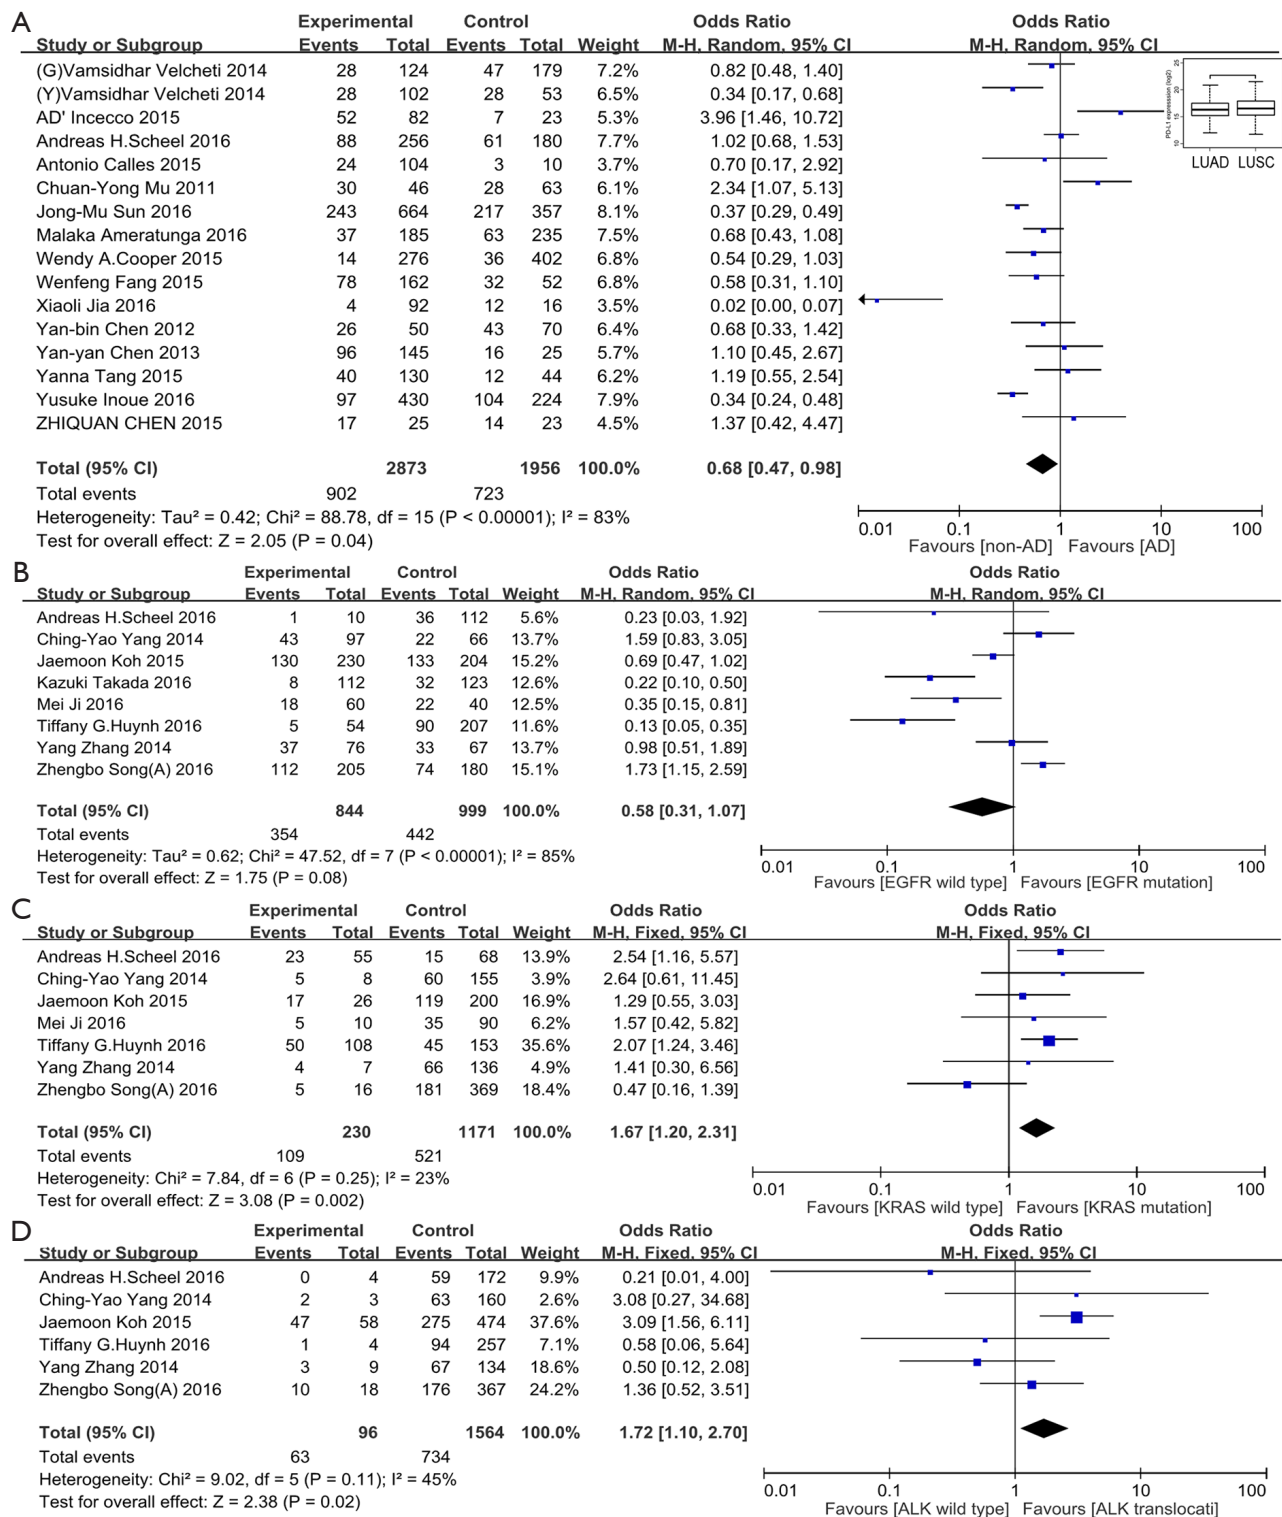 A
Experimental Control Odds Ratio Odds Ratio
Study or Subgroup Events Total Events Total Weight M-H, Random, 95% CI M-H, Random, 95% CI
(G)Vamsidhar Velcheti 2014 28 124 47 179 7.2% 0.82 [0.48, 1.40]
(Y)Vamsidhar Velcheti 2014 28 102 28 53 6.5% 0.34 [0.17, 0.68]
AD' Incecco 2015 52 82 7 23 5.3% 3.96 [1.46, 10.72]
Andreas H.Scheel 2016 88 256 61 180 7.7% 1.02 [0.68, 1.53]
Antonio Calles 2015 24 104 3 10 3.7% 0.70 [0.17, 2.92]
Chuan-Yong Mu 2011 30 46 28 63 6.1% 2.34 [1.07, 5.13]
Jong-Mu Sun 2016 243 664 217 357 8.1% 0.37 [0.29, 0.49]
Malaka Ameratunga 2016 37 185 63 235 7.5% 0.68 [0.43, 1.08]
Wendy A.Cooper 2015 14 276 36 402 6.8% 0.54 [0.29, 1.03]
Wenfeng Fang 2015 78 162 32 52 6.8% 0.58 [0.31, 1.10]
Xiaoli Jia 2016 4 92 12 16 3.5% 0.02 [0.00, 0.07]
Yan-bin Chen 2012 26 50 43 70 6.4% 0.68 [0.33, 1.42]
Yan-yan Chen 2013 96 145 16 25 5.7% 1.10 [0.45, 2.67]
Yanna Tang 2015 40 130 12 44 6.2% 1.19 [0.55, 2.54]
Yusuke Inoue 2016 97 430 104 224 7.9% 0.34 [0.24, 0.48]
ZHIQUAN CHEN 2015 17 25 14 23 4.5% 1.37 [0.42, 4.47]
Total (95% CI) 2873 1956 100.0% 0.68 [0.47, 0.98]
Total events 902 723
Heterogeneity: Tau² = 0.42; Chi² = 88.78, df = 15 (P < 0.00001); I² = 83%
Test for overall effect: Z = 2.05 (P = 0.04)
PD-L1 expresssion (log2)
25
20
15
10
LUAD LUSC
0.01 0.1 1 10 100
Favours [non-AD] Favours [AD]
B
Experimental Control Odds Ratio Odds Ratio
Study or Subgroup Events Total Events Total Weight M-H, Random, 95% CI M-H, Random, 95% CI
Andreas H.Scheel 2016 1 10 36 112 5.6% 0.23 [0.03, 1.92]
Ching-Yao Yang 2014 43 97 22 66 13.7% 1.59 [0.83, 3.05]
Jaemoon Koh 2015 130 230 133 204 15.2% 0.69 [0.47, 1.02]
Kazuki Takada 2016 8 112 32 123 12.6% 0.22 [0.10, 0.50]
Mei Ji 2016 18 60 22 40 12.5% 0.35 [0.15, 0.81]
Tiffany G.Huynh 2016 5 54 90 207 11.6% 0.13 [0.05, 0.35]
Yang Zhang 2014 37 76 33 67 13.7% 0.98 [0.51, 1.89]
Zhengbo Song(A) 2016 112 205 74 180 15.1% 1.73 [1.15, 2.59]
Total (95% CI) 844 999 100.0% 0.58 [0.31, 1.07]
Total events 354 442
Heterogeneity: Tau² = 0.62; Chi² = 47.52, df = 7 (P < 0.00001); I² = 85%
Test for overall effect: Z = 1.75 (P = 0.08)
0.01 0.1 1 10 100
Favours [EGFR wild type] Favours [EGFR mutation]
C
Experimental Control Odds Ratio Odds Ratio
Study or Subgroup Events Total Events Total Weight M-H, Fixed, 95% CI M-H, Fixed, 95% CI
Andreas H.Scheel 2016 23 55 15 68 13.9% 2.54 [1.16, 5.57]
Ching-Yao Yang 2014 5 8 60 155 3.9% 2.64 [0.61, 11.45]
Jaemoon Koh 2015 17 26 119 200 16.9% 1.29 [0.55, 3.03]
Mei Ji 2016 5 10 35 90 6.2% 1.57 [0.42, 5.82]
Tiffany G.Huynh 2016 50 108 45 153 35.6% 2.07 [1.24, 3.46]
Yang Zhang 2014 4 7 66 136 4.9% 1.41 [0.30, 6.56]
Zhengbo Song(A) 2016 5 16 181 369 18.4% 0.47 [0.16, 1.39]
Total (95% CI) 230 1171 100.0% 1.67 [1.20, 2.31]
Total events 109 521
Heterogeneity: Chi² = 7.84, df = 6 (P = 0.25); I² = 23%
Test for overall effect: Z = 3.08 (P = 0.002)
0.01 0.1 1 10 100
Favours [KRAS wild type] Favours [KRAS mutation]
D
Experimental Control Odds Ratio Odds Ratio
Study or Subgroup Events Total Events Total Weight M-H, Fixed, 95% CI M-H, Fixed, 95% CI
Andreas H.Scheel 2016 0 4 59 172 9.9% 0.21 [0.01, 4.00]
Ching-Yao Yang 2014 2 3 63 160 2.6% 3.08 [0.27, 34.68]
Jaemoon Koh 2015 47 58 275 474 37.6% 3.09 [1.56, 6.11]
Tiffany G.Huynh 2016 1 4 94 257 7.1% 0.58 [0.06, 5.64]
Yang Zhang 2014 3 9 67 134 18.6% 0.50 [0.12, 2.08]
Zhengbo Song(A) 2016 10 18 176 367 24.2% 1.36 [0.52, 3.51]
Total (95% CI) 96 1564 100.0% 1.72 [1.10, 2.70]
Total events 63 734
Heterogeneity: Chi² = 9.02, df = 5 (P = 0.11); I² = 45%
Test for overall effect: Z = 2.38 (P = 0.02)
0.01 0.1 1 10 100
Favours [ALK wild type] Favours [ALK translocati]